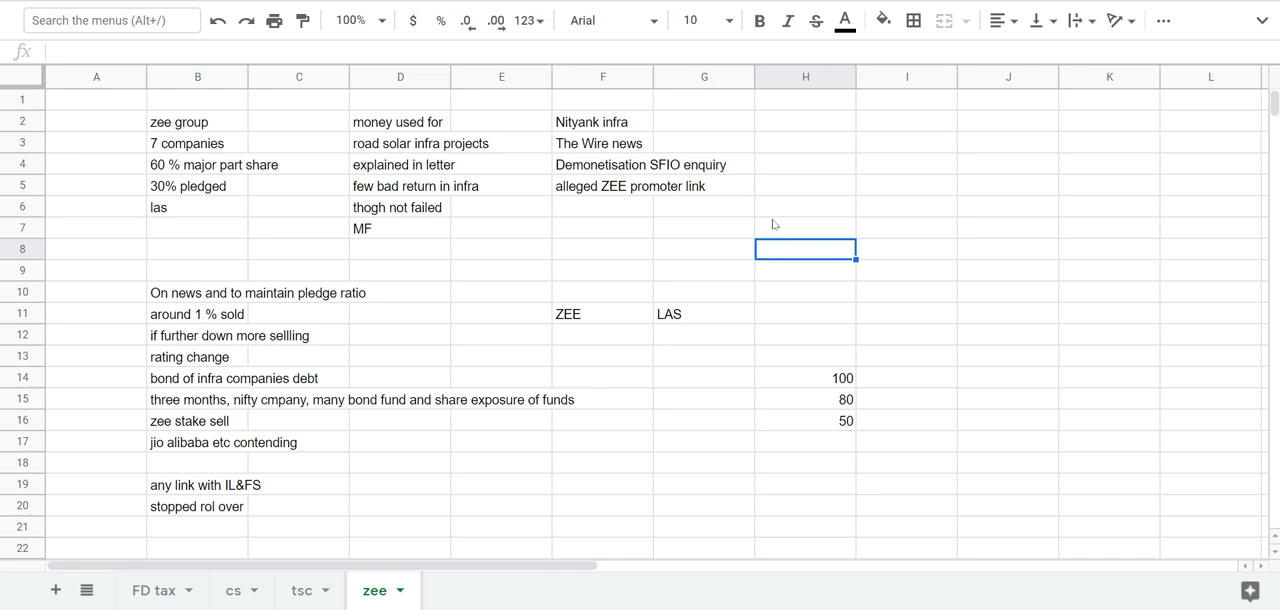 Search the menus (Alt+/) 100% $ % .0 .00 123 Arial 10 B I S A ...
fx
A B C D E F G H I J K L
1
2 zee group money used for Nityank infra
3 7 companies road solar infra projects The Wire news
4 60 % major part share explained in letter Demonetisation SFIO enquiry
5 30% pledged few bad return in infra alleged ZEE promoter link
6 las thogh not failed
7 MF
8
9
10 On news and to maintain pledge ratio
11 around 1 % sold ZEE LAS
12 if further down more sellling
13 rating change
14 bond of infra companies debt 100
15 three months, nifty cmpany, many bond fund and share exposure of funds 80
16 zee stake sell 50
17 jio alibaba etc contending
18
19 any link with IL&FS
20 stopped rol over
21
22
+ FD tax cs tsc zee